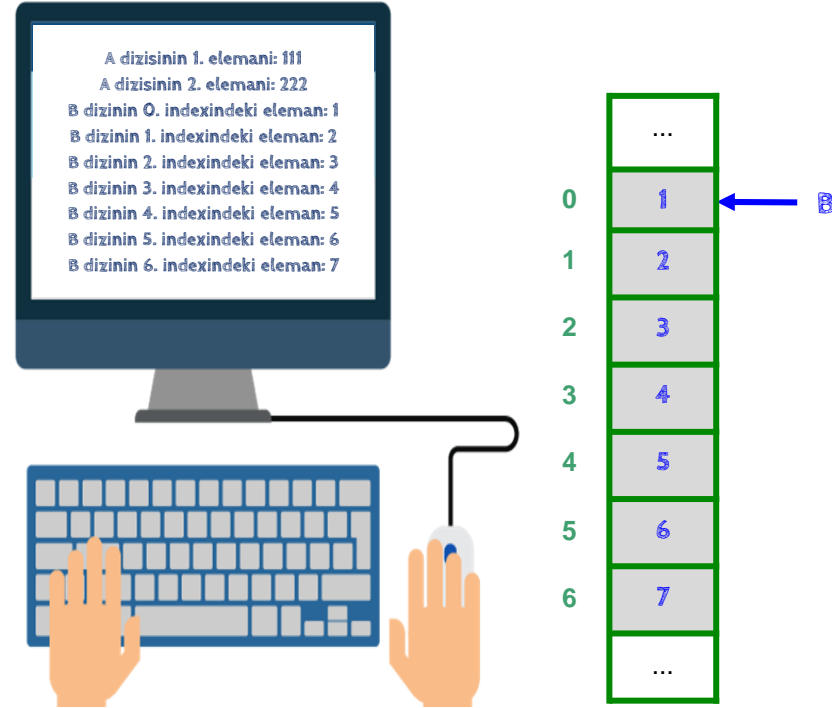 A dizisinin 1. elemani: 111
A dizisinin 2. elemani: 222
B dizinin 0. indexindeki eleman: 1
B dizinin 1. indexindeki eleman: 2
B dizinin 2. indexindeki eleman: 3
B dizinin 3. indexindeki eleman: 4
B dizinin 4. indexindeki eleman: 5
B dizinin 5. indexindeki eleman: 6
B dizinin 6. indexindeki eleman: 7
...
0 1 B
1 2
2 3
3 4
4 5
5 6
6 7
...